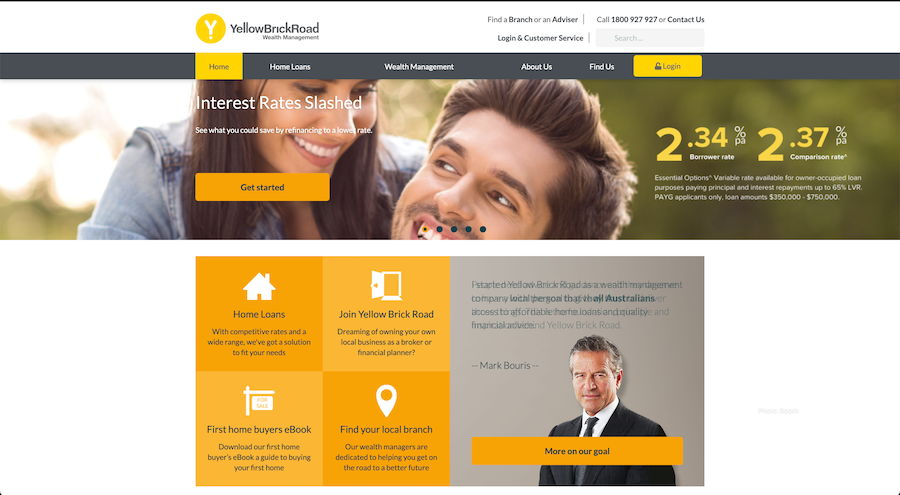 YellowBrickRoad
Wealth Management
Find a Branch or an Adviser
Call 1800 927 927 or Contact Us
Login & Customer Service
Search ...
Home
Home Loans
Wealth Management
About Us
Find Us
Login
Interest Rates Slashed
See what you could save by refinancing to a lower rate.
Get started
2.34 % pa
Borrower rate
2.37 % pa
Comparison rate^
Essential Options^ Variable rate available for owner-occupied loan
purposes paying principal and interest repayments up to 65% LVR.
PAYG applicants only, loan amounts $350,000 - $750,000.
Home Loans
With competitive rates and a
wide range, we've got a solution
to fit your needs
Join Yellow Brick Road
Dreaming of owning your own
local business as a broker or
financial planner?
FOR
SALE
First home buyers eBook
Download our first home
buyer's eBook a guide to buying
your first home
Find your local branch
Our wealth managers are
dedicated to helping you get on
the road to a better future
I started Yellow Brick Road as a wealth management
company with the goal to give all Australians
access to affordable home loans and quality
financial advice.
-- Mark Bouris --
More on our goal